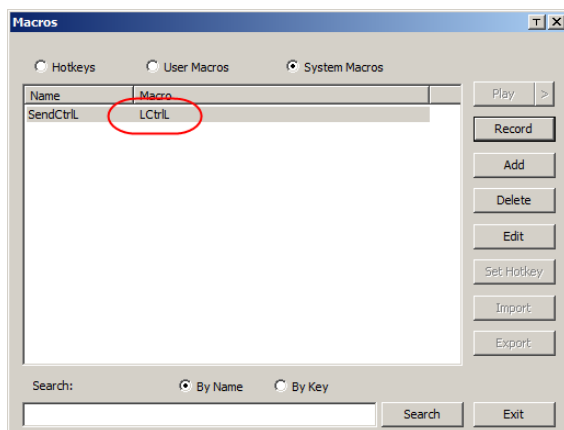 Macros
Hotkeys User Macros System Macros
Name Macro
SendCtrlL LCtrlL
Play >
Record
Add
Delete
Edit
Set Hotkey
Import
Export
Search: By Name By Key
Search Exit